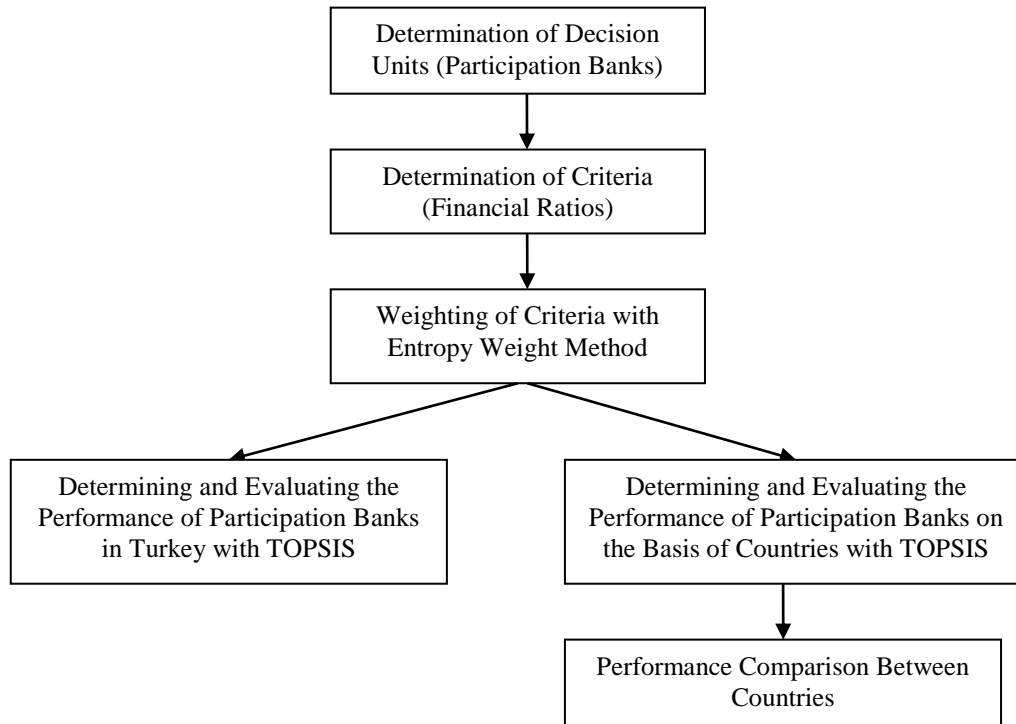 Determination of Decision
Units (Participation Banks)
Determination of Criteria
(Financial Ratios)
Weighting of Criteria with
Entropy Weight Method
Determining and Evaluating the
Performance of Participation Banks
in Turkey with TOPSIS
Determining and Evaluating the
Performance of Participation Banks on
the Basis of Countries with TOPSIS
Performance Comparison Between
Countries